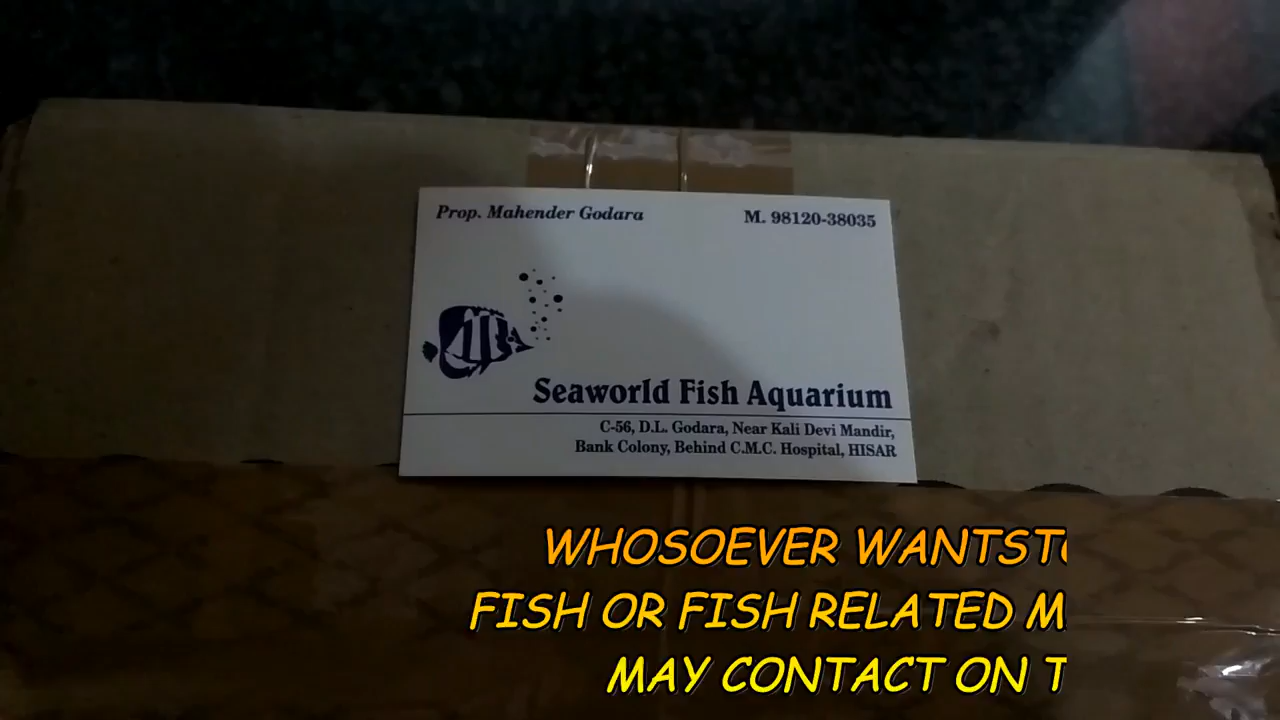 Prop. Mahender Godara
M. 98120-38035
Seaworld Fish Aquarium
C-56, D.L. Godara, Near Kali Devi Mandir,
Bank Colony, Behind C.M.C. Hospital, HISAR
WHOSOEVER
FISH OR FISH RELATED
MAY CONTACT ON